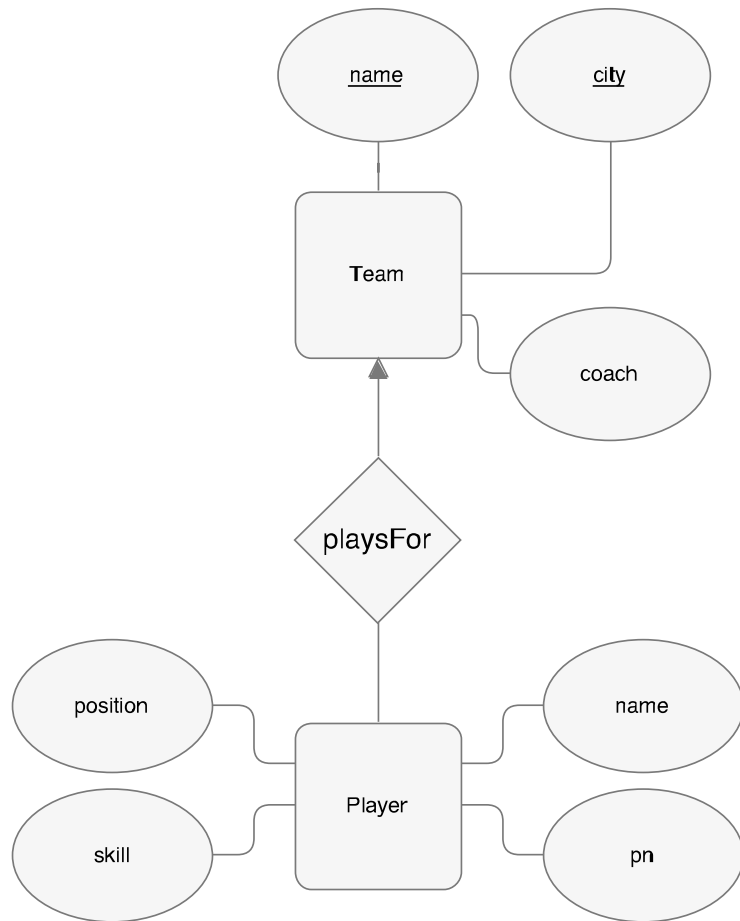 name
city
Team
coach
playsFor
position
name
Player
skill
pn